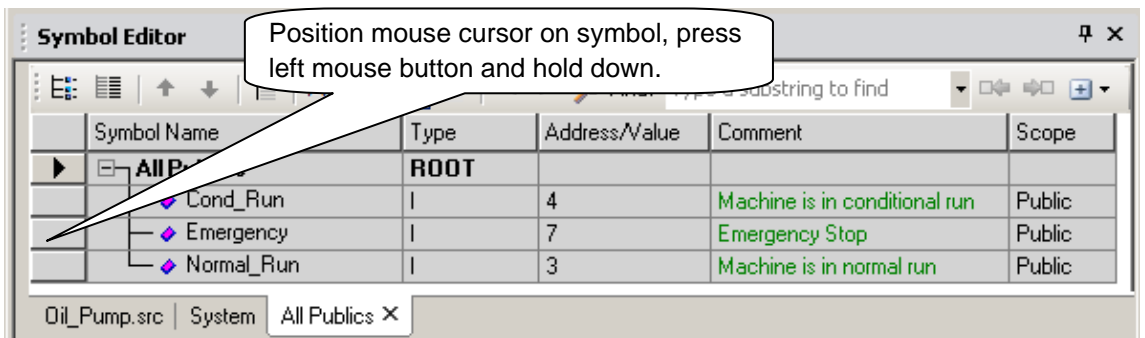 Symbol Editor
Position mouse cursor on symbol, press
left mouse button and hold down.
substring to find
Symbol Name Type Address/Value Comment Scope
All ROOT
Cond_Run I 4 Machine is in conditional run Public
Emergency I 7 Emergency Stop Public
Normal_Run I 3 Machine is in normal run Public
Oil_Pump.src System All Publics